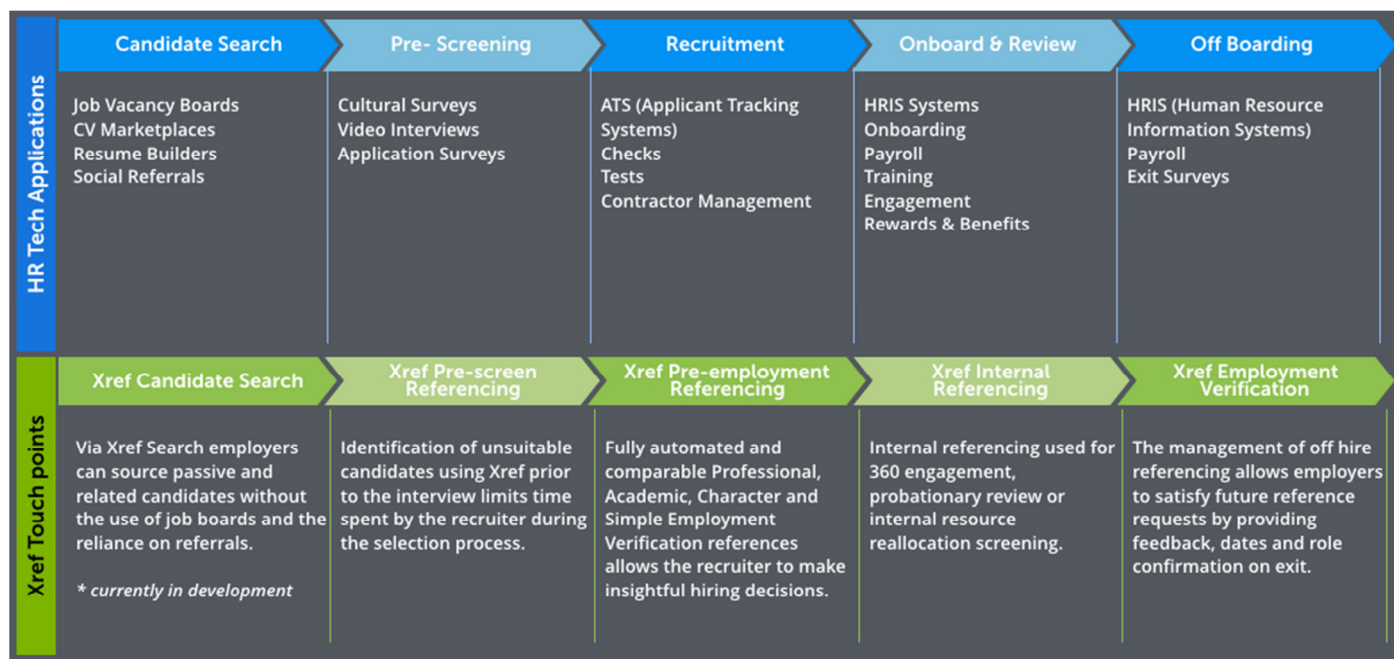 HR Tech Applications
Candidate Search
Job Vacancy Boards
CV Marketplaces
Resume Builders
Social Referrals
Pre- Screening
Cultural Surveys
Video Interviews
Application Surveys
Recruitment
ATS (Applicant Tracking
Systems)
Checks
Tests
Contractor Management
Onboard & Review
HRIS Systems
Onboarding
Payroll
Training
Engagement
Rewards & Benefits
Off Boarding
HRIS (Human Resource
Information Systems)
Payroll
Exit Surveys
Xref Touch points
Xref Candidate Search
Via Xref Search employers
can source passive and
related candidates without
the use of job boards and the
reliance on referrals.
* currently in development
Xref Pre-screen
Referencing
Identification of unsuitable
candidates using Xref prior
to the interview limits time
spent by the recruiter during
the selection process.
Xref Pre-employment
Referencing
Fully automated and
comparable Professional,
Academic, Character and
Simple Employment
Verification references
allows the recruiter to make
insightful hiring decisions.
Xref Internal
Referencing
Internal referencing used for
360 engagement,
probationary review or
internal resource
reallocation screening.
Xref Employment
Verification
The management of off hire
referencing allows employers
to satisfy future reference
requests by providing
feedback, dates and role
confirmation on exit.